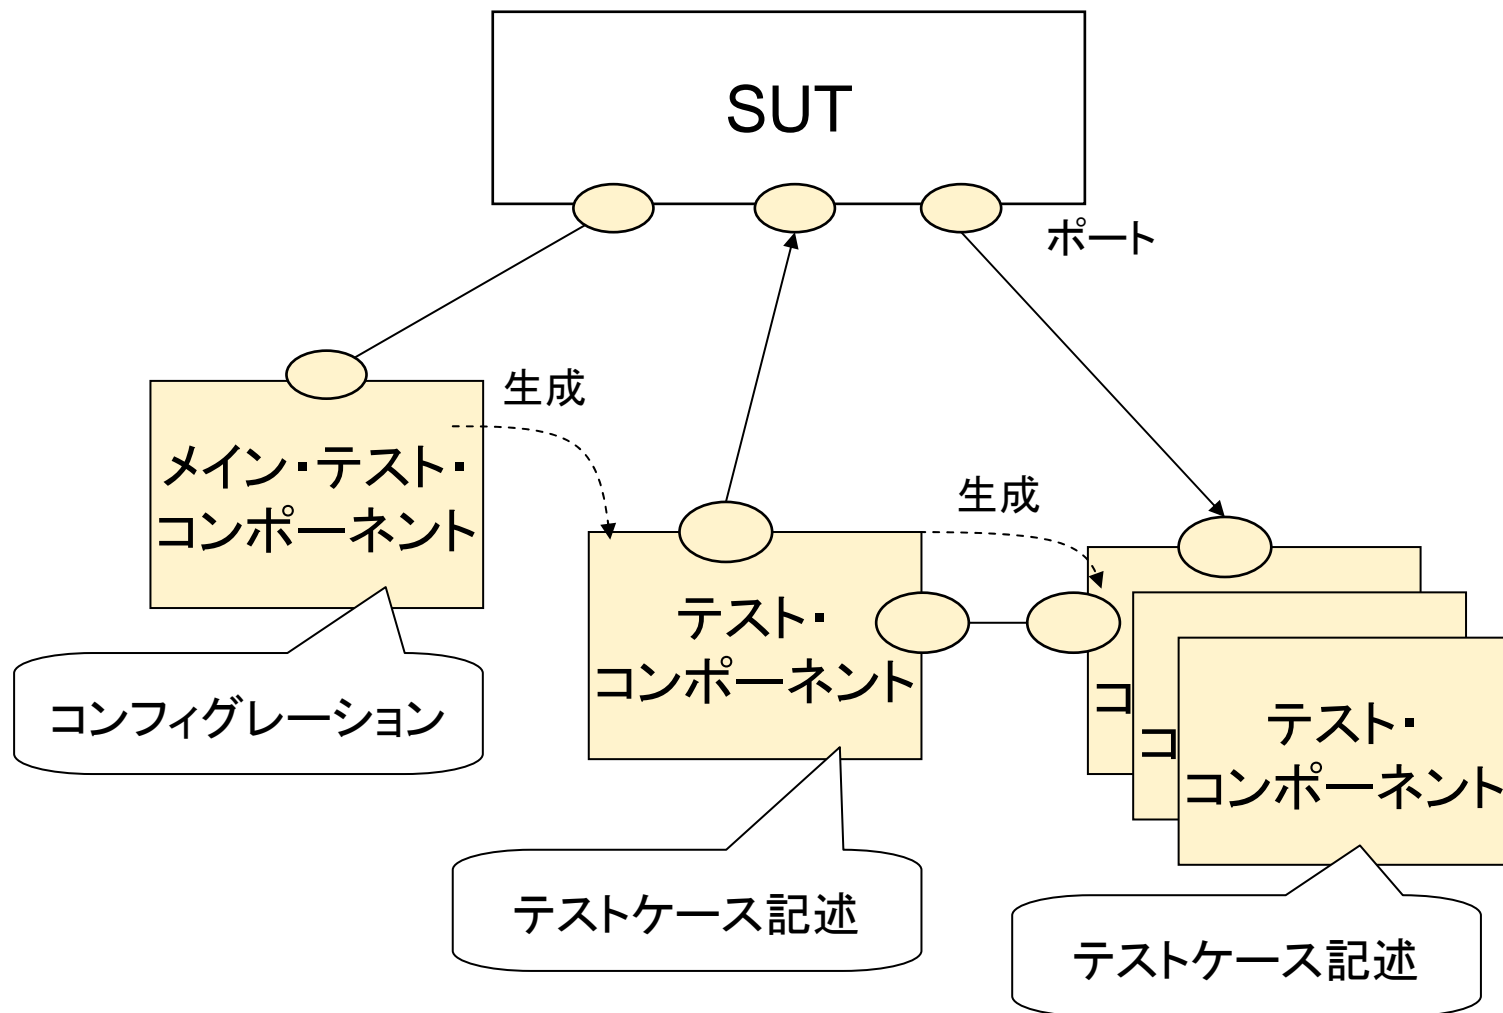 SUT
ポート
生成
メイン・テスト・
コンポーネント
生成
テスト・
コンポーネント
コ
コ
テスト・
コンポーネント
コンフィグレーション
テストケース記述
テストケース記述